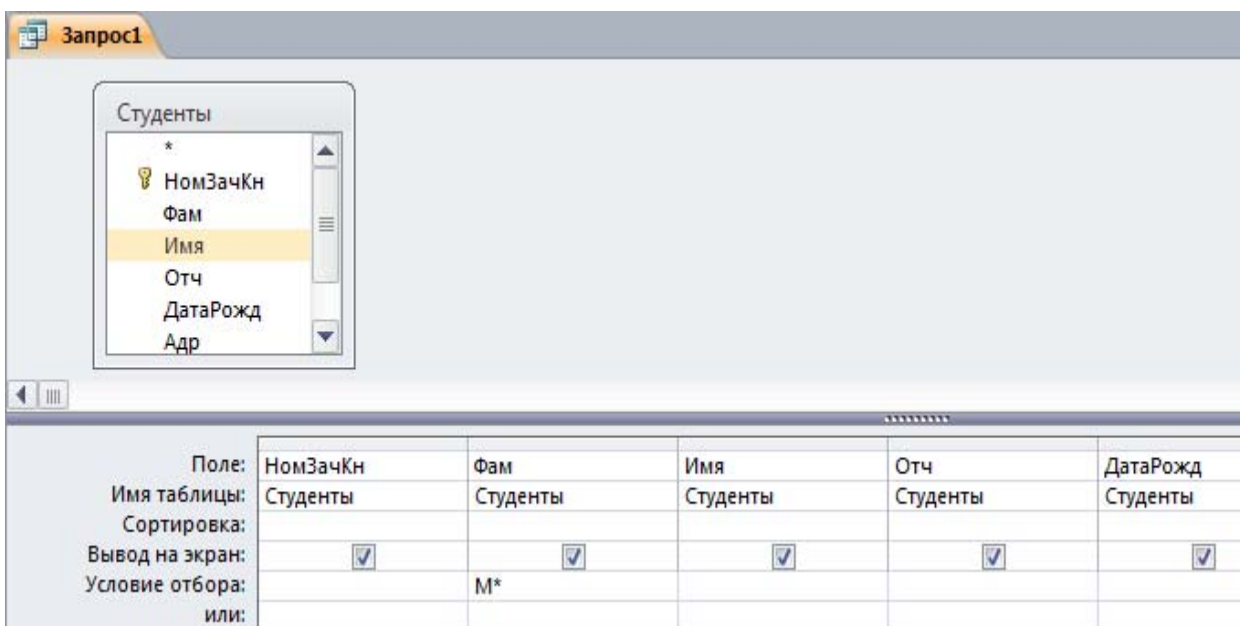 Запрос1
Студенты
*
НомЗачКн
Фам
Имя
Отч
ДатаРожд
Адр
Поле: НомЗачКн Фам Имя Отч ДатаРожд
Имя таблицы: Студенты Студенты Студенты Студенты Студенты
Сортировка:
Вывод на экран:
Условие отбора: М*
или: